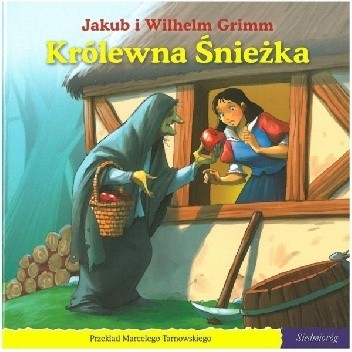 Jakub i Wilhelm Grimm
Królewna Śnieżka
Przekład Marcelego Tarnowskiego
Siedmioróg